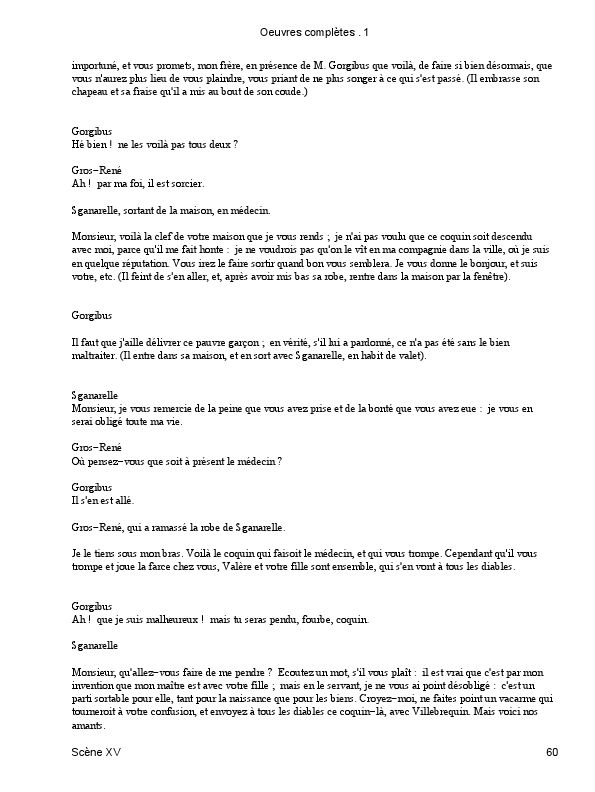 Oeuvres complètes . 1
importuné, et vous promets, mon frère, en présence de M. Gorgibus que voilà, de faire si bien désormais, que
vous n'aurez plus lieu de vous plaindre, vous priant de ne plus songer à ce qui s'est passé. (Il embrasse son
chapeau et sa fraise qu'il a mis au bout de son coude.)
Gorgibus
Hé bien ! ne les voilà pas tous deux ?
Gros−René
Ah ! par ma foi, il est sorcier.
Sganarelle, sortant de la maison, en médecin.
Monsieur, voilà la clef de votre maison que je vous rends ; je n'ai pas voulu que ce coquin soit descendu
avec moi, parce qu'il me fait honte : je ne voudrois pas qu'on le vît en ma compagnie dans la ville, où je suis
en quelque réputation. Vous irez le faire sortir quand bon vous semblera. Je vous donne le bonjour, et suis
votre, etc. (Il feint de s'en aller, et, après avoir mis bas sa robe, rentre dans la maison par la fenêtre).
Gorgibus
Il faut que j'aille délivrer ce pauvre garçon ; en vérité, s'il lui a pardonné, ce n'a pas été sans le bien
maltraiter. (Il entre dans sa maison, et en sort avec Sganarelle, en habit de valet).
Sganarelle
Monsieur, je vous remercie de la peine que vous avez prise et de la bonté que vous avez eue : je vous en
serai obligé toute ma vie.
Gros−René
Où pensez−vous que soit à présent le médecin ?
Gorgibus
Il s'en est allé.
Gros−René, qui a ramassé la robe de Sganarelle.
Je le tiens sous mon bras. Voilà le coquin qui faisoit le médecin, et qui vous trompe. Cependant qu'il vous
trompe et joue la farce chez vous, Valère et votre fille sont ensemble, qui s'en vont à tous les diables.
Gorgibus
Ah ! que je suis malheureux ! mais tu seras pendu, fourbe, coquin.
Sganarelle
Monsieur, qu'allez−vous faire de me pendre ? Ecoutez un mot, s'il vous plaît : il est vrai que c'est par mon
invention que mon maître est avec votre fille ; mais en le servant, je ne vous ai point désobligé : c'est un
parti sortable pour elle, tant pour la naissance que pour les biens. Croyez−moi, ne faites point un vacarme qui
tourneroit à votre confusion, et envoyez à tous les diables ce coquin−là, avec Villebrequin. Mais voici nos
amants.
Scène XV 60